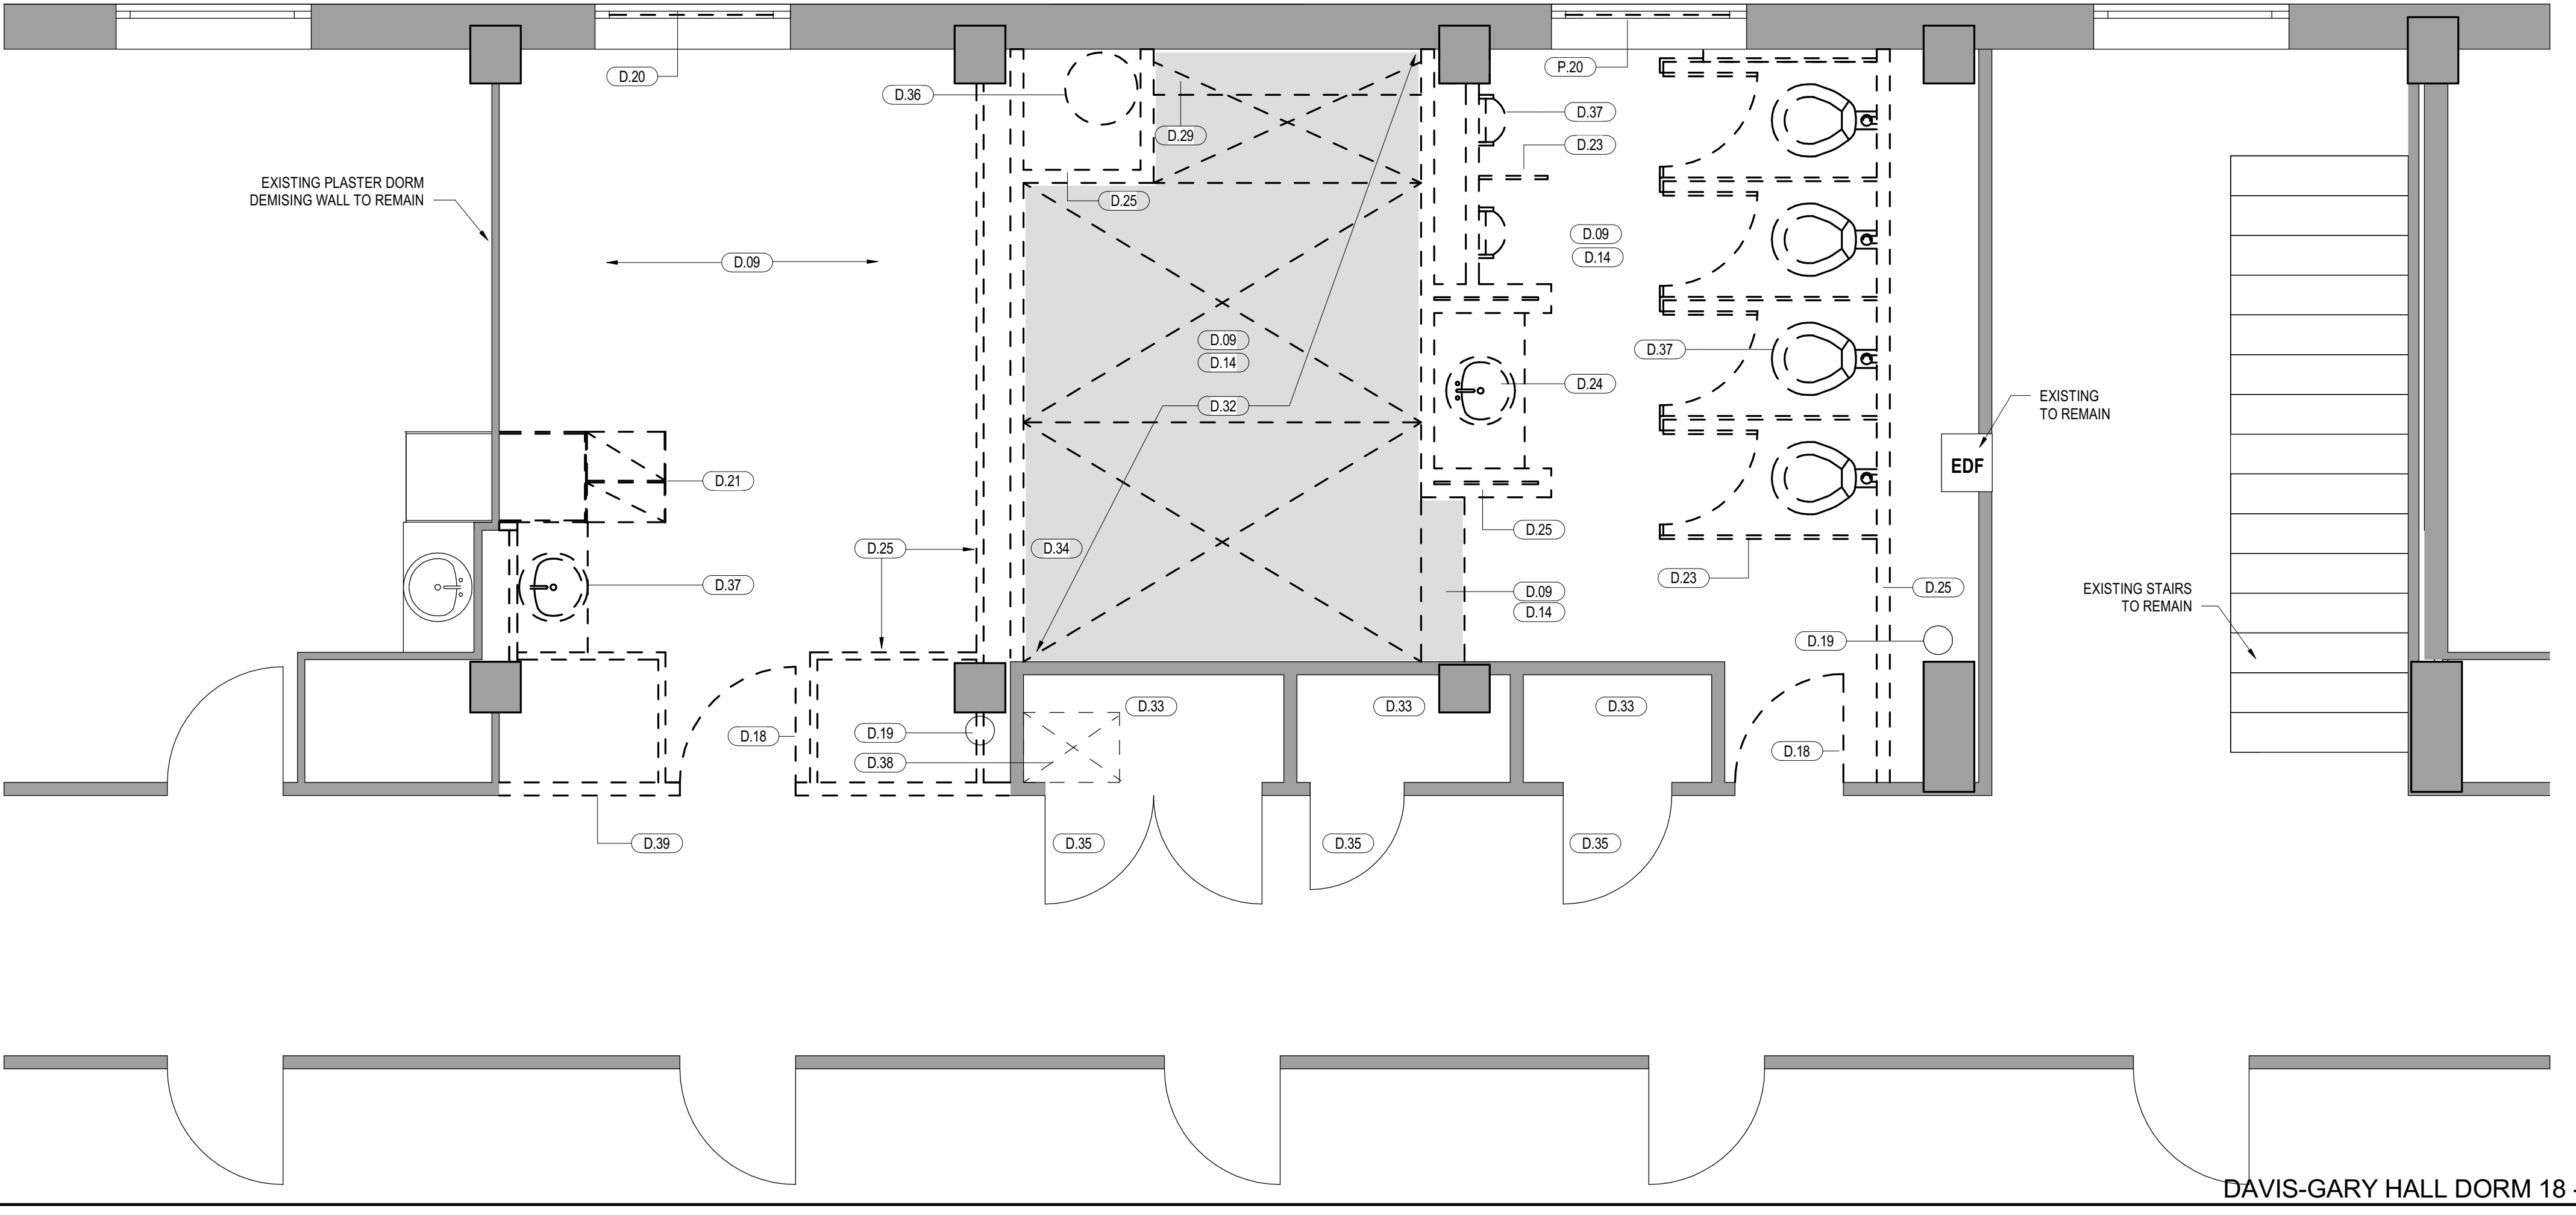 D.20
P.20
D.36
D.37
D.29
D.23
EXISTING PLASTER DORM
DEMISING WALL TO REMAIN
D.25
D.09
D.09
D.14
D.09
D.14
D.37
D.24
D.32
EXISTING
TO REMAIN
EDF
D.21
D.25
D.25
D.34
D.37
D.23
D.09
D.14
D.25
EXISTING STAIRS
TO REMAIN
D.19
D.33
D.33
D.33
D.18
D.19
D.38
D.18
D.39
D.35
D.35
D.35
DAVIS-GARY HALL DORM 18 -